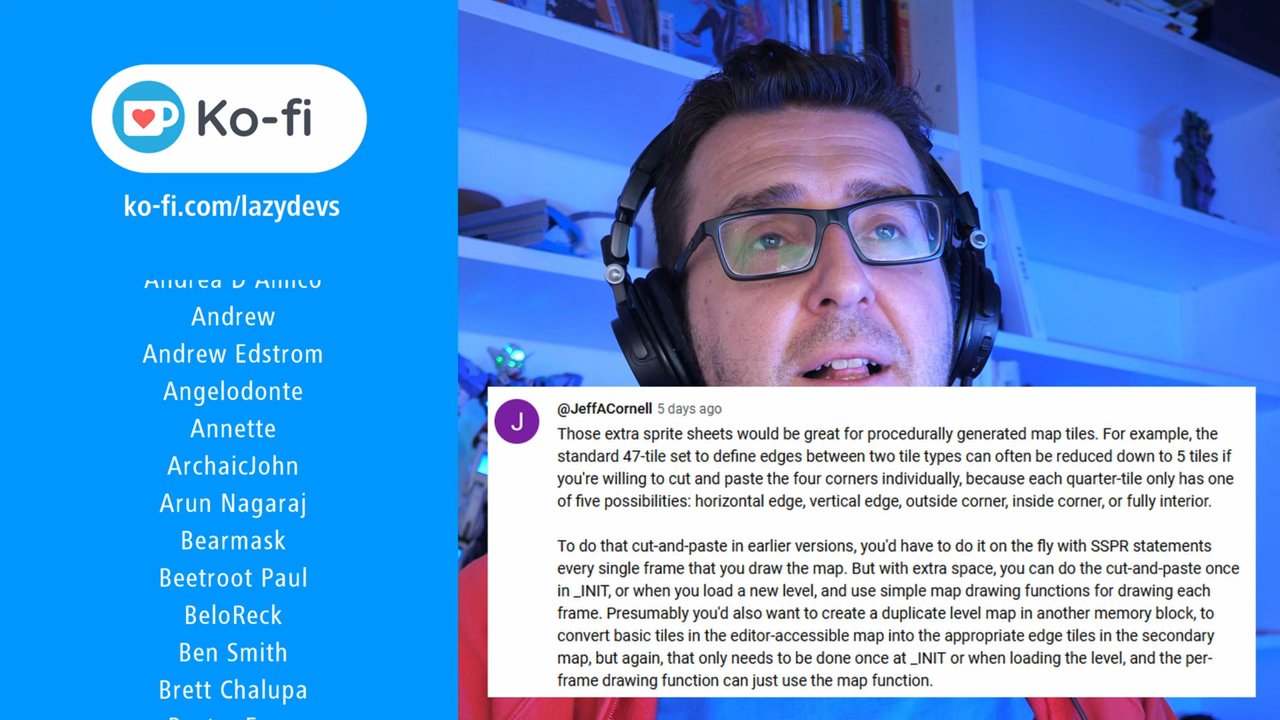 Ko-fi
ko-fi.com/lazydevs
Andrea D'Amico
Andrew
Andrew Edstrom
Angelodonte
Annette
ArchaicJohn
Arun Nagaraj
Bearmask
Beetroot Paul
BeloReck
Ben Smith
Brett Chalupa
J
@JeffACornell 5 days ago
Those extra sprite sheets would be great for procedurally generated map tiles. For example, the
standard 47-tile set to define edges between two tile types can often be reduced down to 5 tiles if
you're willing to cut and paste the four corners individually, because each quarter-tile only has one
of five possibilities: horizontal edge, vertical edge, outside corner, inside corner, or fully interior.
To do that cut-and-paste in earlier versions, you'd have to do it on the fly with SSPR statements
every single frame that you draw the map. But with extra space, you can do the cut-and-paste once
in _INIT, or when you load a new level, and use simple map drawing functions for drawing each
frame. Presumably you'd also want to create a duplicate level map in another memory block, to
convert basic tiles in the editor-accessible map into the appropriate edge tiles in the secondary
map, but again, that only needs to be done once at _INIT or when loading the level, and the per-
frame drawing function can just use the map function.